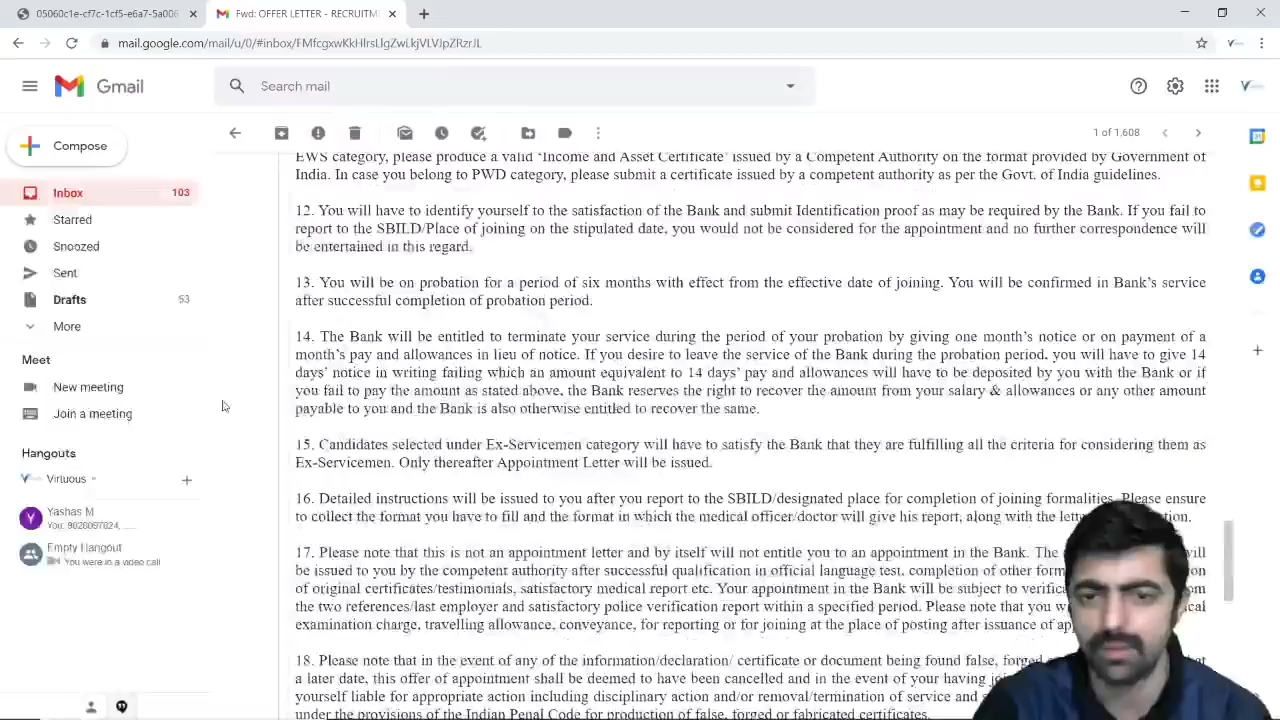 05060c1e-cf7c-1cf5-e6a7-5a006
Fwd: OFFER LETTER - RECRUITM
mail.google.com/mail/u/0/#inbox/FMfcgxwKkHlrsLlgZwLkjVLVJpZRzrJL
Gmail
Search mail
Compose
1 of 1,608
Inbox 103
Starred
Snoozed
Sent
Drafts 53
More
Meet
New meeting
Join a meeting
Hangouts
Virtuous
Yashas M
You: 9028097824, .....
Empty Hangout
You were in a video call
EWS category, please produce a valid 'Income and Asset Certificate' issued by a Competent Authority on the format provided by Government of
India. In case you belong to PWD category, please submit a certificate issued by a competent authority as per the Govt. of India guidelines.
12. You will have to identify yourself to the satisfaction of the Bank and submit Identification proof as may be required by the Bank. If you fail to
report to the SBILD/Place of joining on the stipulated date, you would not be considered for the appointment and no further correspondence will
be entertained in this regard.
13. You will be on probation for a period of six months with effect from the effective date of joining. You will be confirmed in Bank's service
after successful completion of probation period.
14. The Bank will be entitled to terminate your service during the period of your probation by giving one month's notice or on payment of a
month's pay and allowances in lieu of notice. If you desire to leave the service of the Bank during the probation period, you will have to give 14
days' notice in writing failing which an amount equivalent to 14 days' pay and allowances will have to be deposited by you with the Bank or if
you fail to pay the amount as stated above, the Bank reserves the right to recover the amount from your salary & allowances or any other amount
payable to you and the Bank is also otherwise entitled to recover the same.
15. Candidates selected under Ex-Servicemen category will have to satisfy the Bank that they are fulfilling all the criteria for considering them as
Ex-Servicemen. Only thereafter Appointment Letter will be issued.
16. Detailed instructions will be issued to you after you report to the SBILD/designated place for completion of joining formalities. Please ensure
to collect the format you have to fill and the format in which the medical officer/doctor will give his report, along with the
17. Please note that this is not an appointment letter and by itself will not entitle you to an appointment in the Bank. The will
be issued to you by the competent authority after successful qualification in official language test, completion of other
of original certificates/testimonials, satisfactory medical report etc. Your appointment in the Bank will be subject to
the two references/last employer and satisfactory police verification report within a specified period. Please note that you
examination charge, travelling allowance, conveyance, for reporting or for joining at the place of posting after issuance of
18. Please note that in the event of any of the information/declaration/ certificate or document being found false, forged
a later date, this offer of appointment shall be deemed to have been cancelled and in the event of your having
yourself liable for appropriate action including disciplinary action and/or removal/termination of service and
under the provisions of the Indian Penal Code for production of false, forged or fabricated certificates.